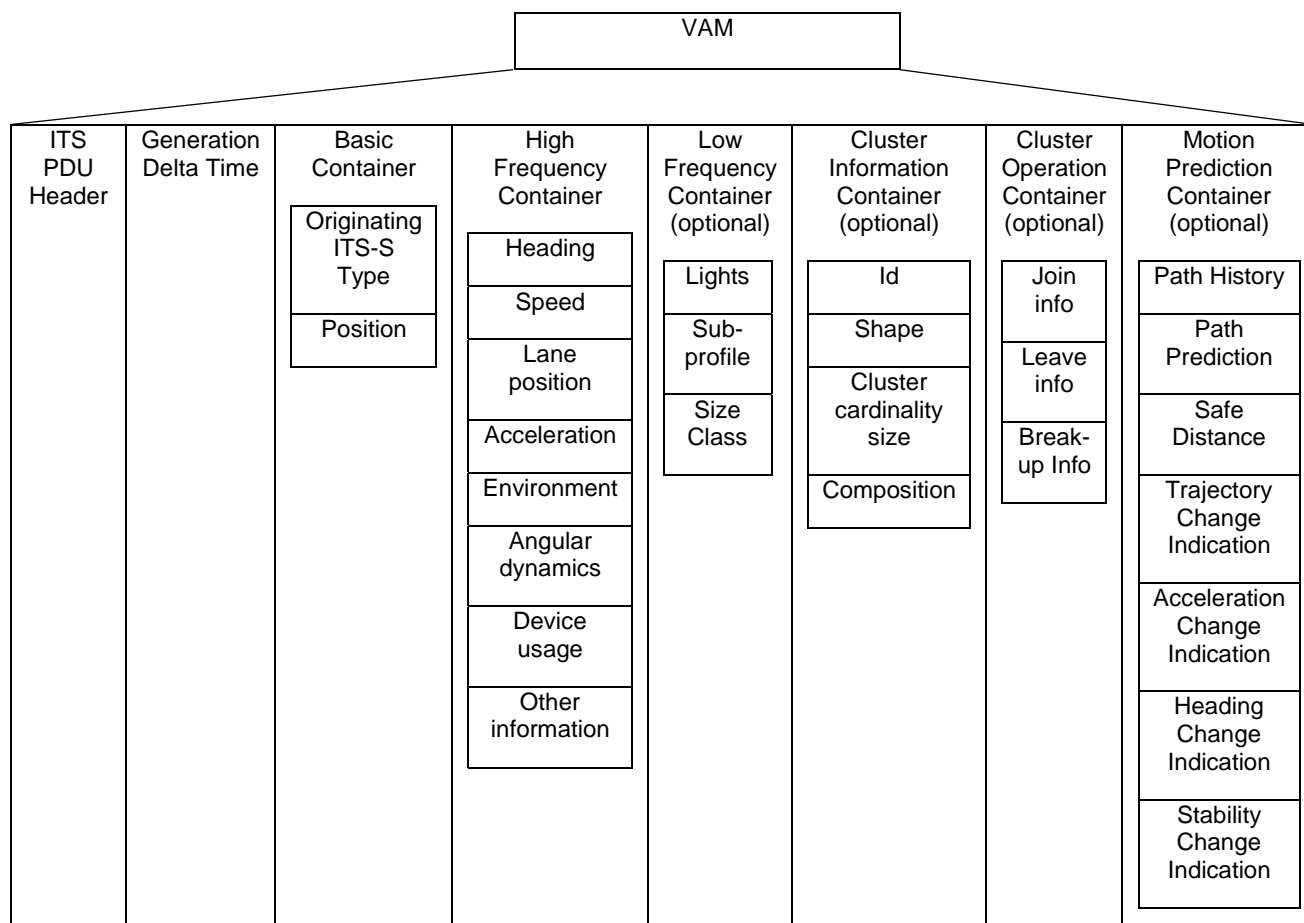 VAM
ITS
PDU
Header
Generation
Delta Time
Basic
Container
Originating
ITS-S
Type
Position
High
Frequency
Container
Heading
Speed
Lane
position
Acceleration
Environment
Angular
dynamics
Device
usage
Other
information
Low
Frequency
Container
(optional)
Lights
Sub-
profile
Size
Class
Cluster
Information
Container
(optional)
Id
Shape
Cluster
cardinality
size
Composition
Cluster
Operation
Container
(optional)
Join
info
Leave
info
Break-
up Info
Motion
Prediction
Container
(optional)
Path History
Path
Prediction
Safe
Distance
Trajectory
Change
Indication
Acceleration
Change
Indication
Heading
Change
Indication
Stability
Change
Indication